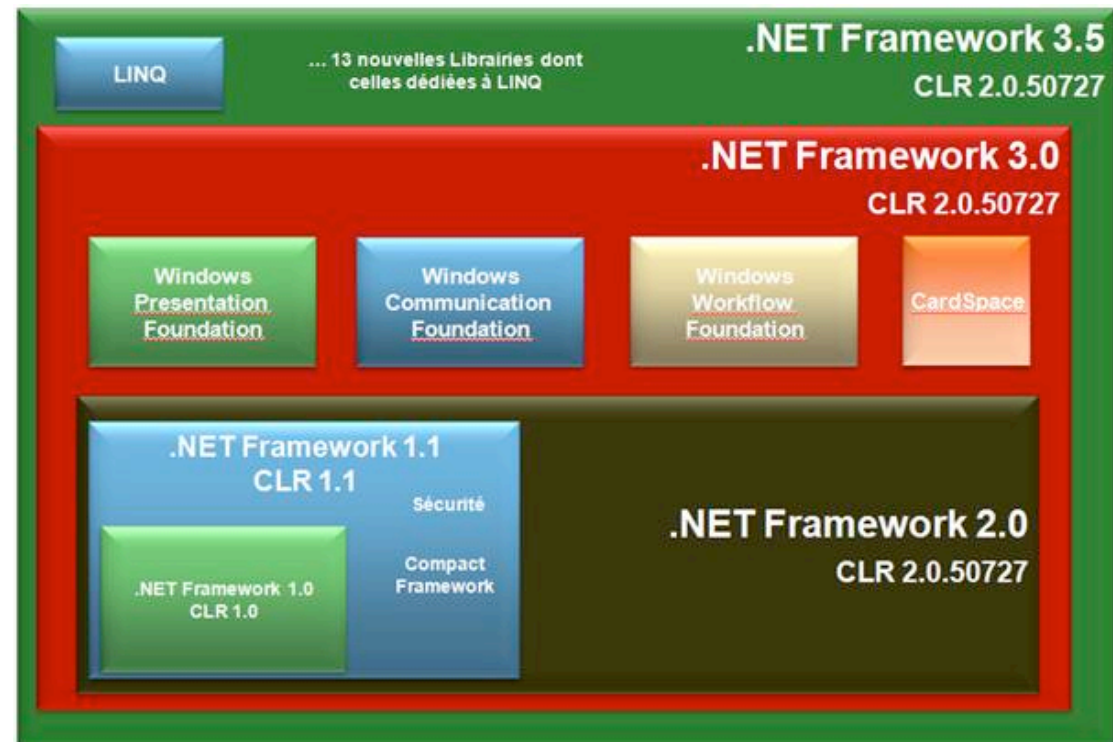 .NET Framework 3.5
CLR 2.0.50727
LINQ
... 13 nouvelles Librairies dont
celles dédiées à LINQ
.NET Framework 3.0
CLR 2.0.50727
Windows
Presentation
Foundation
Windows
Communication
Foundation
Windows
Workflow
Foundation
CardSpace
.NET Framework 1.1
CLR 1.1
Sécurité
Compact
Framework
.NET Framework 1.0
CLR 1.0
.NET Framework 2.0
CLR 2.0.50727